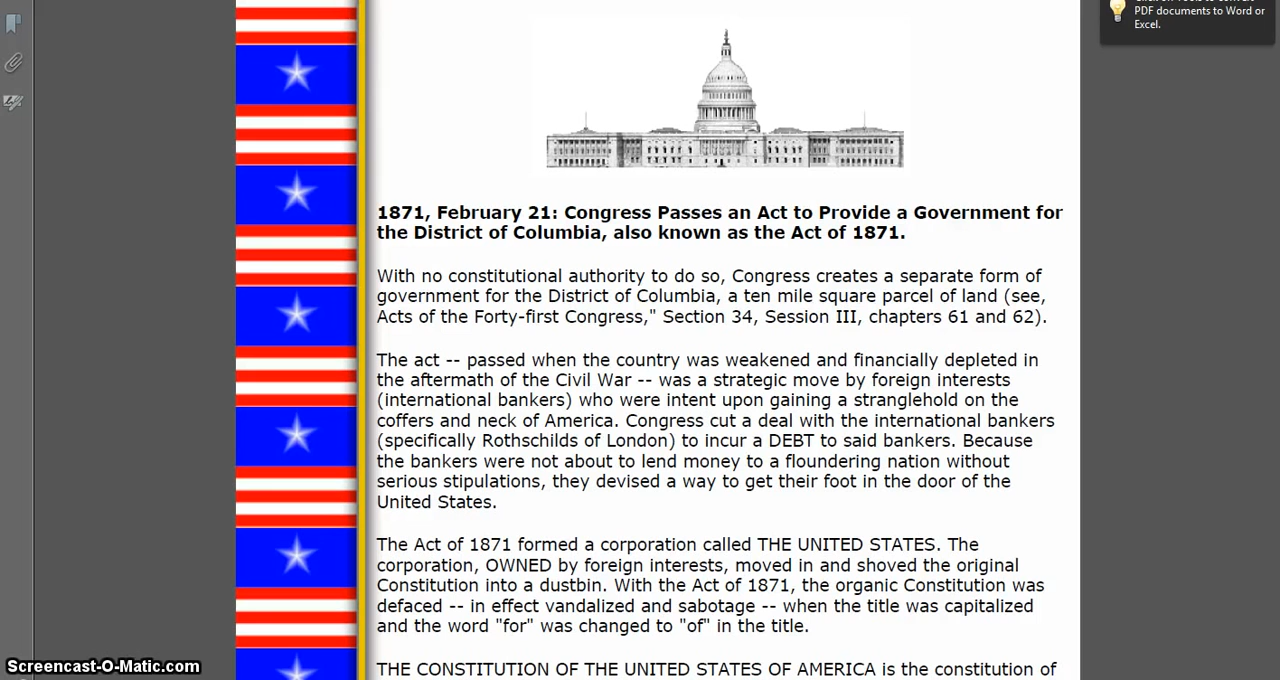 PDF documents to Word or
Excel.
1871, February 21: Congress Passes an Act to Provide a Government for
the District of Columbia, also known as the Act of 1871.
With no constitutional authority to do so, Congress creates a separate form of
government for the District of Columbia, a ten mile square parcel of land (see,
Acts of the Forty-first Congress," Section 34, Session III, chapters 61 and 62).
The act -- passed when the country was weakened and financially depleted in
the aftermath of the Civil War -- was a strategic move by foreign interests
(international bankers) who were intent upon gaining a stranglehold on the
coffers and neck of America. Congress cut a deal with the international bankers
(specifically Rothschilds of London) to incur a DEBT to said bankers. Because
the bankers were not about to lend money to a floundering nation without
serious stipulations, they devised a way to get their foot in the door of the
United States.
The Act of 1871 formed a corporation called THE UNITED STATES. The
corporation, OWNED by foreign interests, moved in and shoved the original
Constitution into a dustbin. With the Act of 1871, the organic Constitution was
defaced -- in effect vandalized and sabotage -- when the title was capitalized
and the word "for" was changed to "of" in the title.
THE CONSTITUTION OF THE UNITED STATES OF AMERICA is the constitution of
Screencast-O-Matic.com